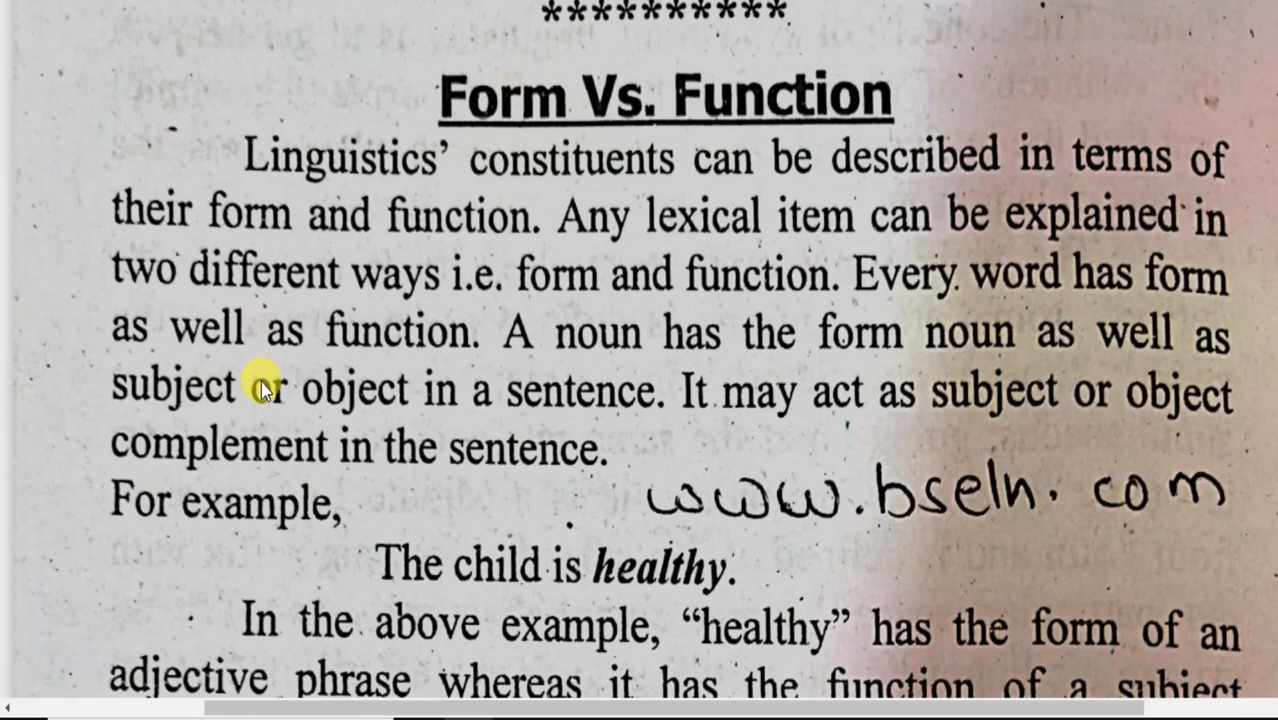 **********
Form Vs. Function
Linguistics’ constituents can be described in terms of
their form and function. Any lexical item can be explained in
two different ways i.e. form and function. Every word has form
as well as function. A noun has the form noun as well as
subject or object in a sentence. It may act as subject or object
complement in the sentence.
For example,
www.bseln.com
The child is healthy.
In the above example, “healthy” has the form of an
adjective phrase whereas it has the function of a subject